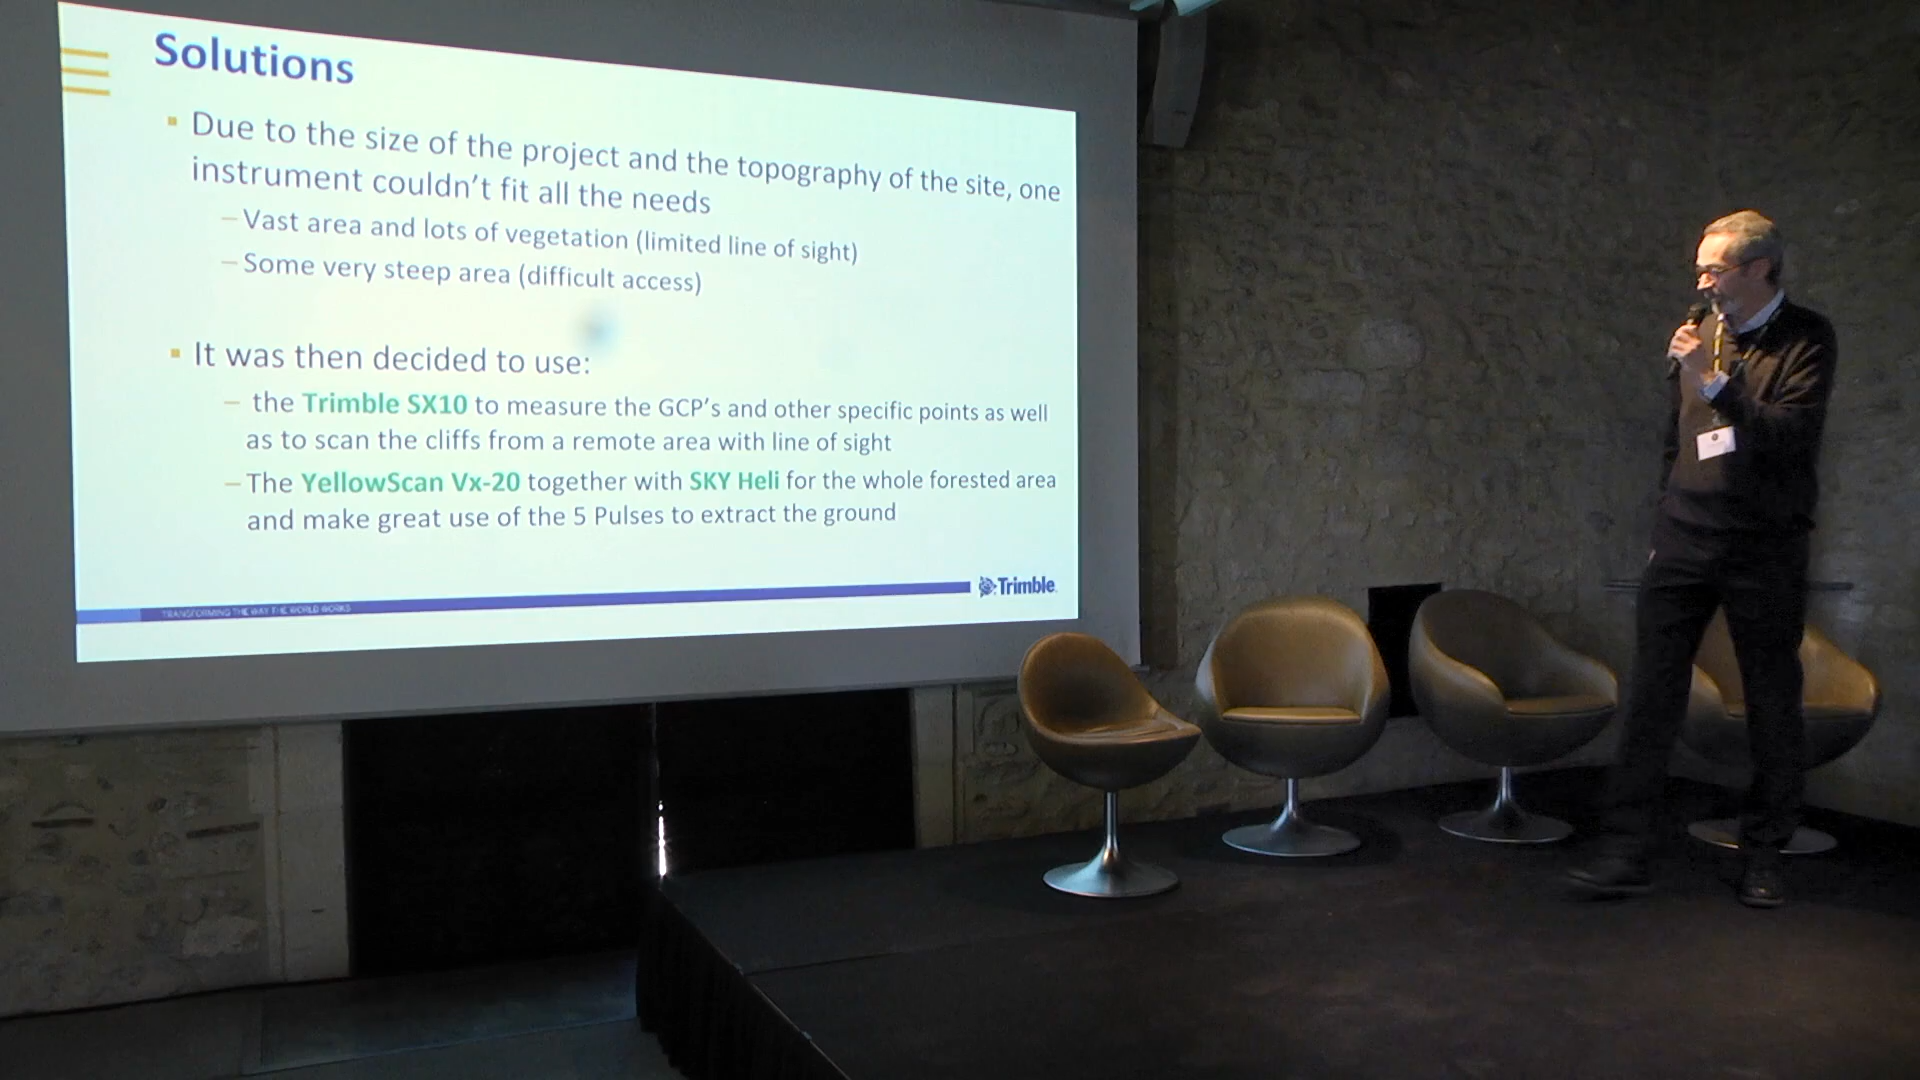 Solutions
▪ Due to the size of the project and the topography of the site, one
instrument couldn't fit all the needs
– Vast area and lots of vegetation (limited line of sight)
– Some very steep area (difficult access)
▪ It was then decided to use:
– the Trimble SX10 to measure the GCP's and other specific points as well
as to scan the cliffs from a remote area with line of sight
– The YellowScan Vx-20 together with SKY Heli for the whole forested area
and make great use of the 5 Pulses to extract the ground
Trimble
TRANSFORMING THE WAY THE WORLD WORKS